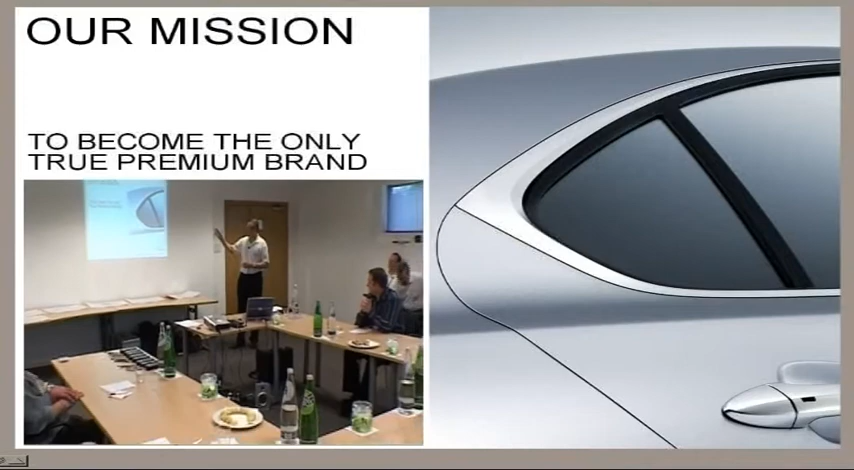 OUR MISSION
TO BECOME THE ONLY
TRUE PREMIUM BRAND